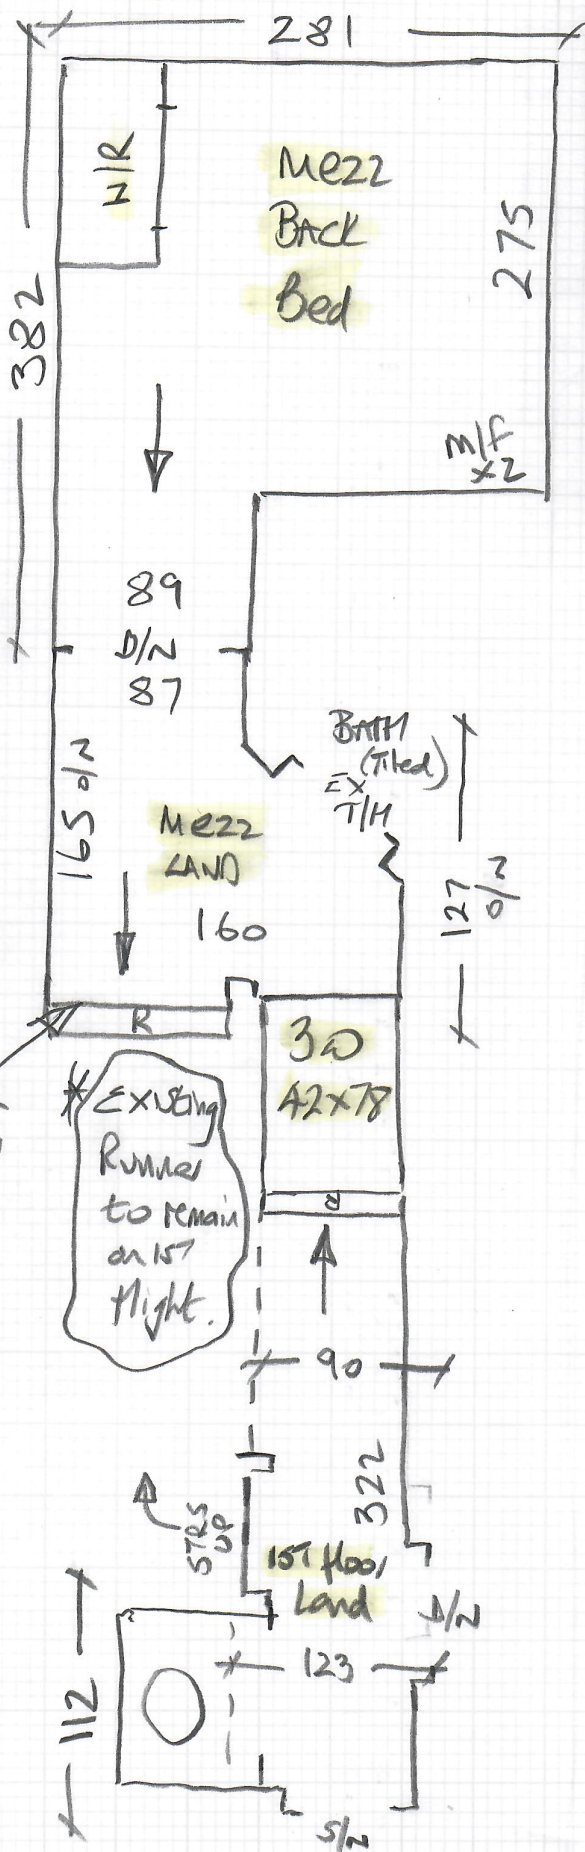 281
N/R
Mezz
BACK
Bed
275
382
m/f
x2
89
D/N
87
BATH
(Tiled)
EX
T/H
165 O/N
Mezz
LAND
127
O/N
160
R
3W
42x78
* Existing
Runner
to remain
on 1ST
flight.
R
90
322
STRS
UP
1ST floor
Land
D/N
123
112
S/N